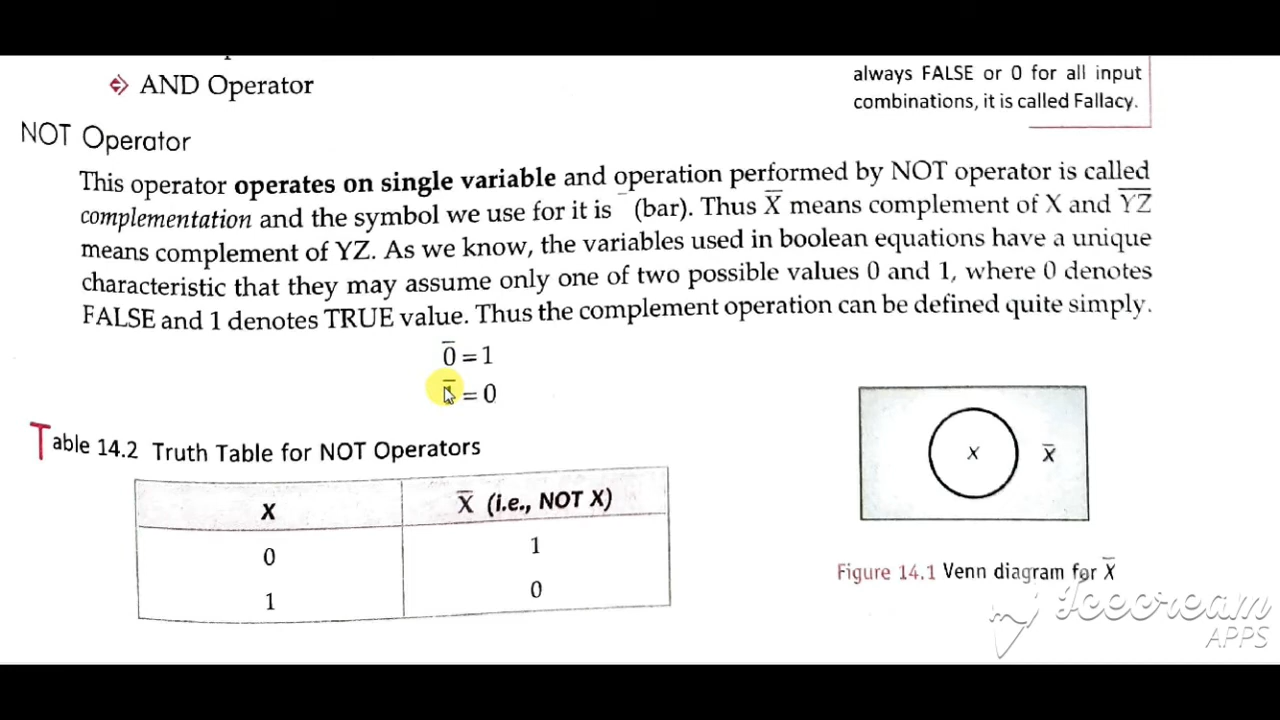 ⇒ AND Operator
always FALSE or 0 for all input
combinations, it is called Fallacy.
NOT Operator
This operator operates on single variable and operation performed by NOT operator is called
complementation and the symbol we use for it is ¯ (bar). Thus X̅ means complement of X and Y̅Z̅
means complement of YZ. As we know, the variables used in boolean equations have a unique
characteristic that they may assume only one of two possible values 0 and 1, where 0 denotes
FALSE and 1 denotes TRUE value. Thus the complement operation can be defined quite simply.
0̅ = 1
= 0
Table 14.2 Truth Table for NOT Operators
X X̅ (i.e., NOT X)
0 1
1 0
X X̅
Figure 14.1 Venn diagram for X̅
Icecream
APPS